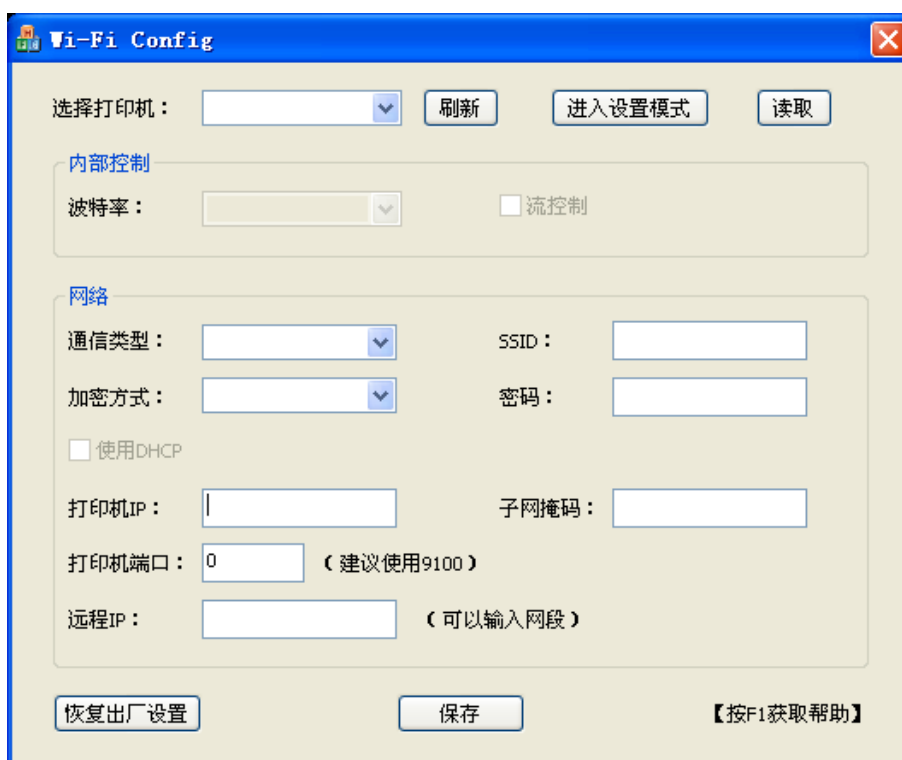 Wi-Fi Config
选择打印机： 刷新 进入设置模式 读取
内部控制
波特率： 流控制
网络
通信类型： SSID：
加密方式： 密码：
使用DHCP
打印机IP： 子网掩码：
打印机端口： 0 （建议使用9100）
远程IP： （可以输入网段）
恢复出厂设置 保存 【按F1获取帮助】